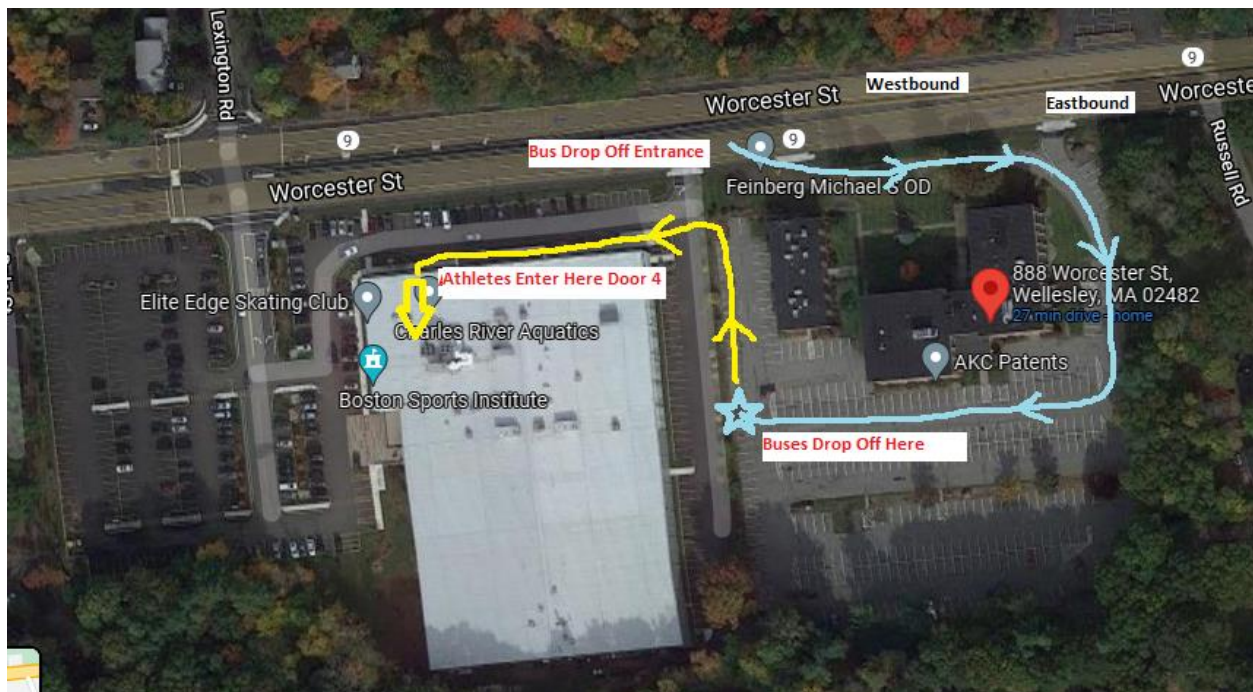 Lexington Rd
9
Worcester St
Westbound
Eastbound
9
Worceste
Russell Rd
9
Worcester St
Bus Drop Off Entrance
9
Feinberg Michael S OD
Athletes Enter Here Door 4
Elite Edge Skating Club
Charles River Aquatics
Boston Sports Institute
888 Worcester St,
Wellesley, MA 02482
27 min drive - home
AKC Patents
Buses Drop Off Here